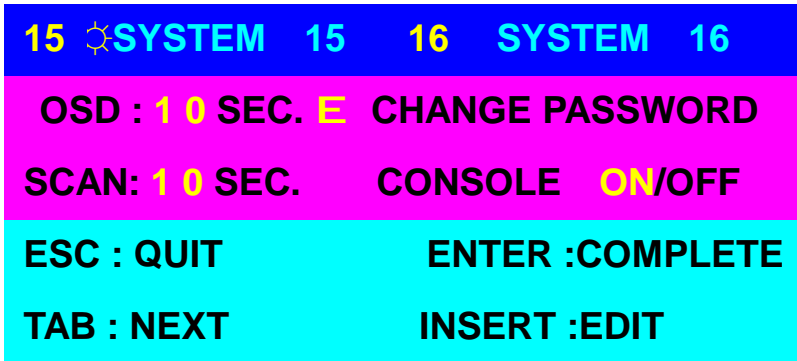 15 ☼SYSTEM 15 16 SYSTEM 16
OSD : 1 0 SEC. E CHANGE PASSWORD
SCAN: 1 0 SEC. CONSOLE ON/OFF
ESC : QUIT ENTER :COMPLETE
TAB : NEXT INSERT :EDIT